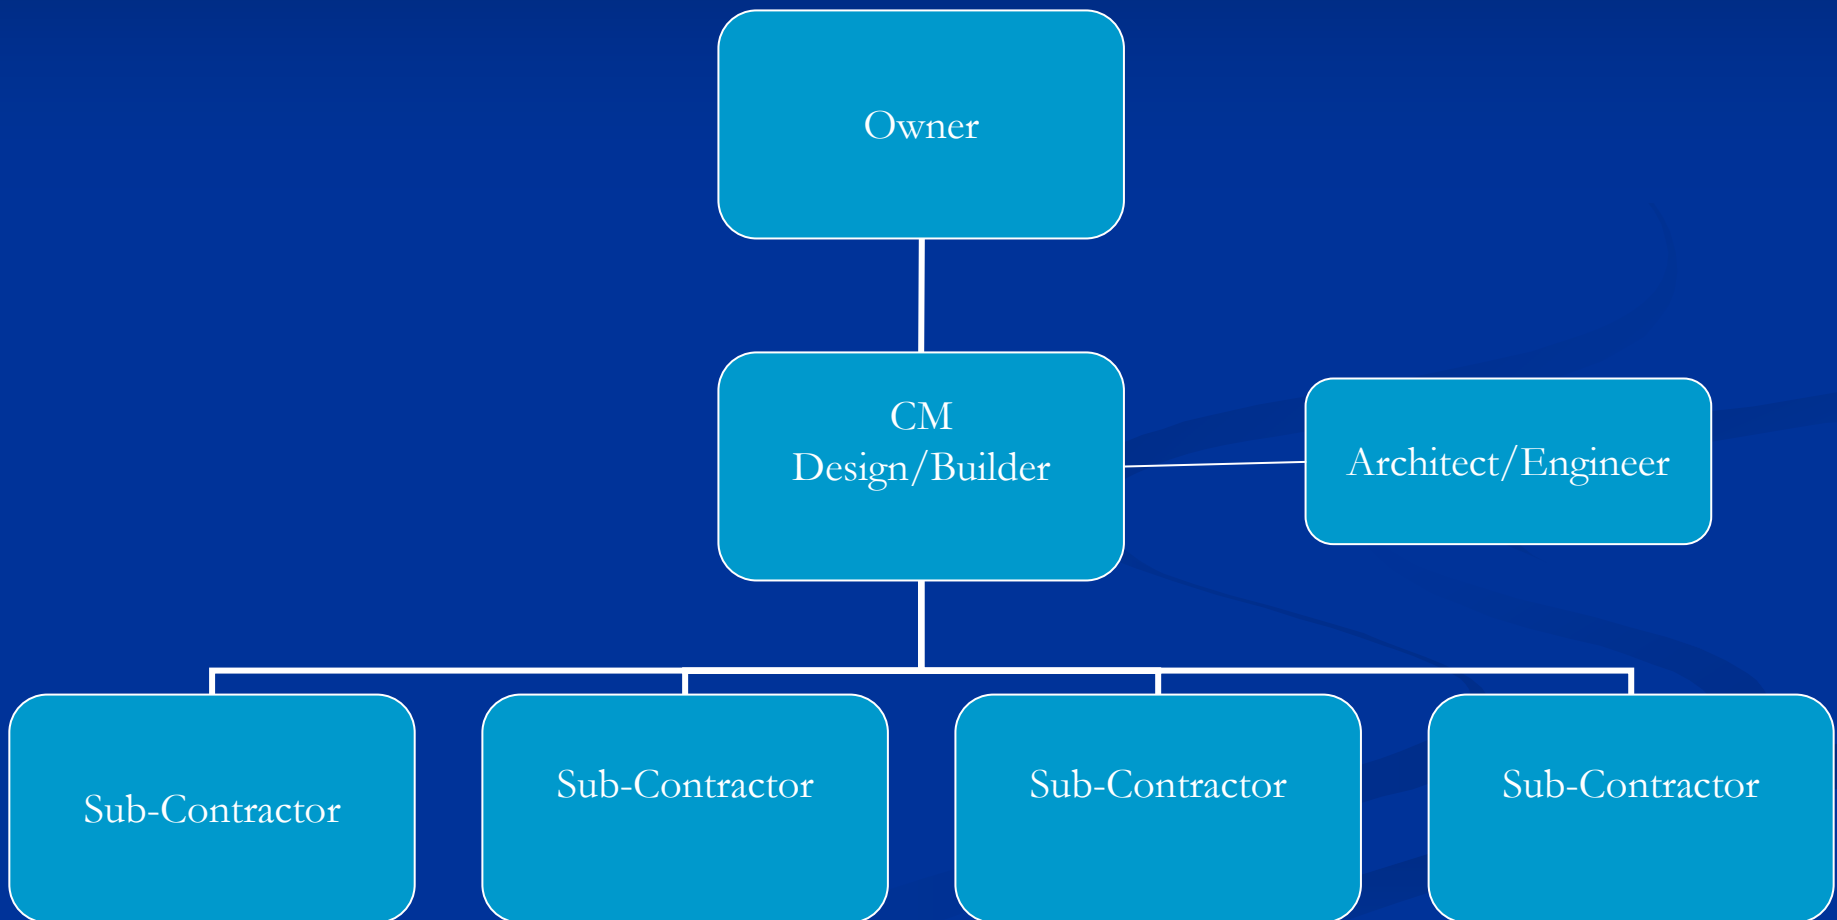 Owner
CM
Design/Builder
Architect/Engineer
Sub-Contractor
Sub-Contractor
Sub-Contractor
Sub-Contractor